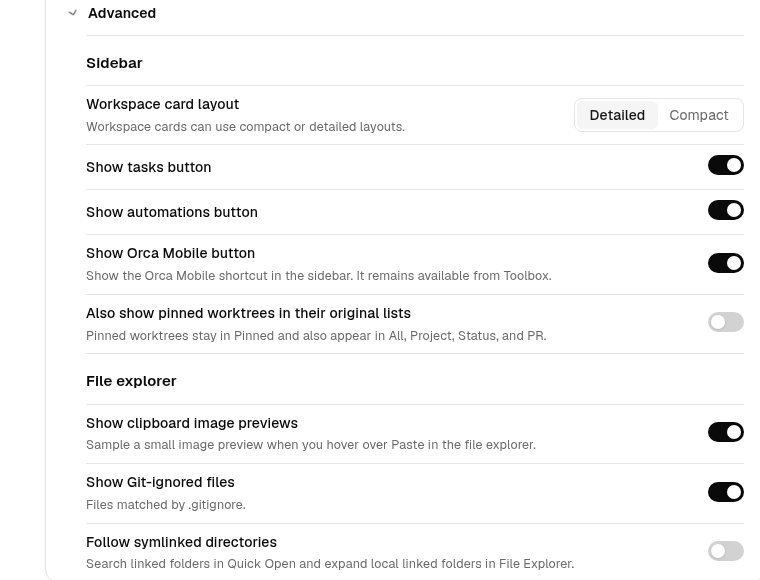 Advanced
Sidebar
Workspace card layout
Workspace cards can use compact or detailed layouts.
Detailed
Compact
Show tasks button
Show automations button
Show Orca Mobile button
Show the Orca Mobile shortcut in the sidebar. It remains available from Toolbox.
Also show pinned worktrees in their original lists
Pinned worktrees stay in Pinned and also appear in All, Project, Status, and PR.
File explorer
Show clipboard image previews
Sample a small image preview when you hover over Paste in the file explorer.
Show Git-ignored files
Files matched by .gitignore.
Follow symlinked directories
Search linked folders in Quick Open and expand local linked folders in File Explorer.